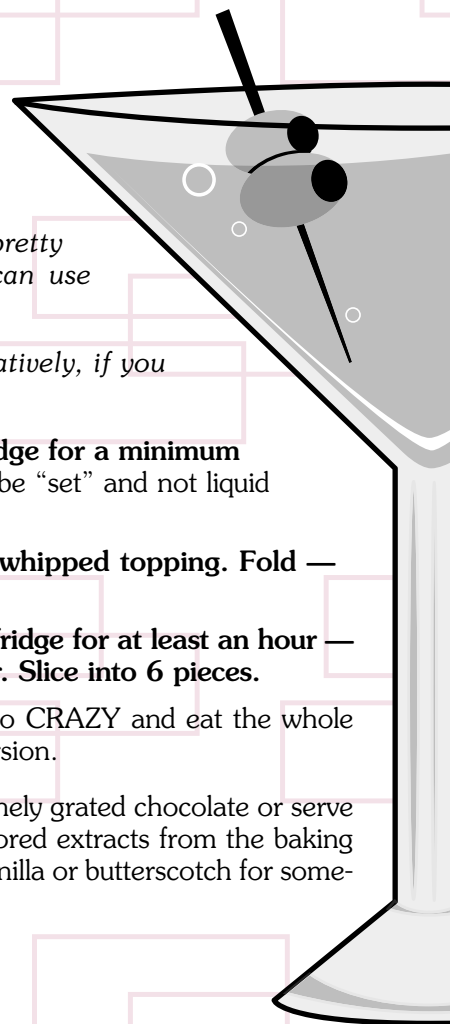 pretty
can use
atively, if you
dge for a minimum
be “set” and not liquid
whipped topping. Fold —
fridge for at least an hour —
r. Slice into 6 pieces.
o CRAZY and eat the whole
sion.
nely grated chocolate or serve
ored extracts from the baking
nilla or butterscotch for some-